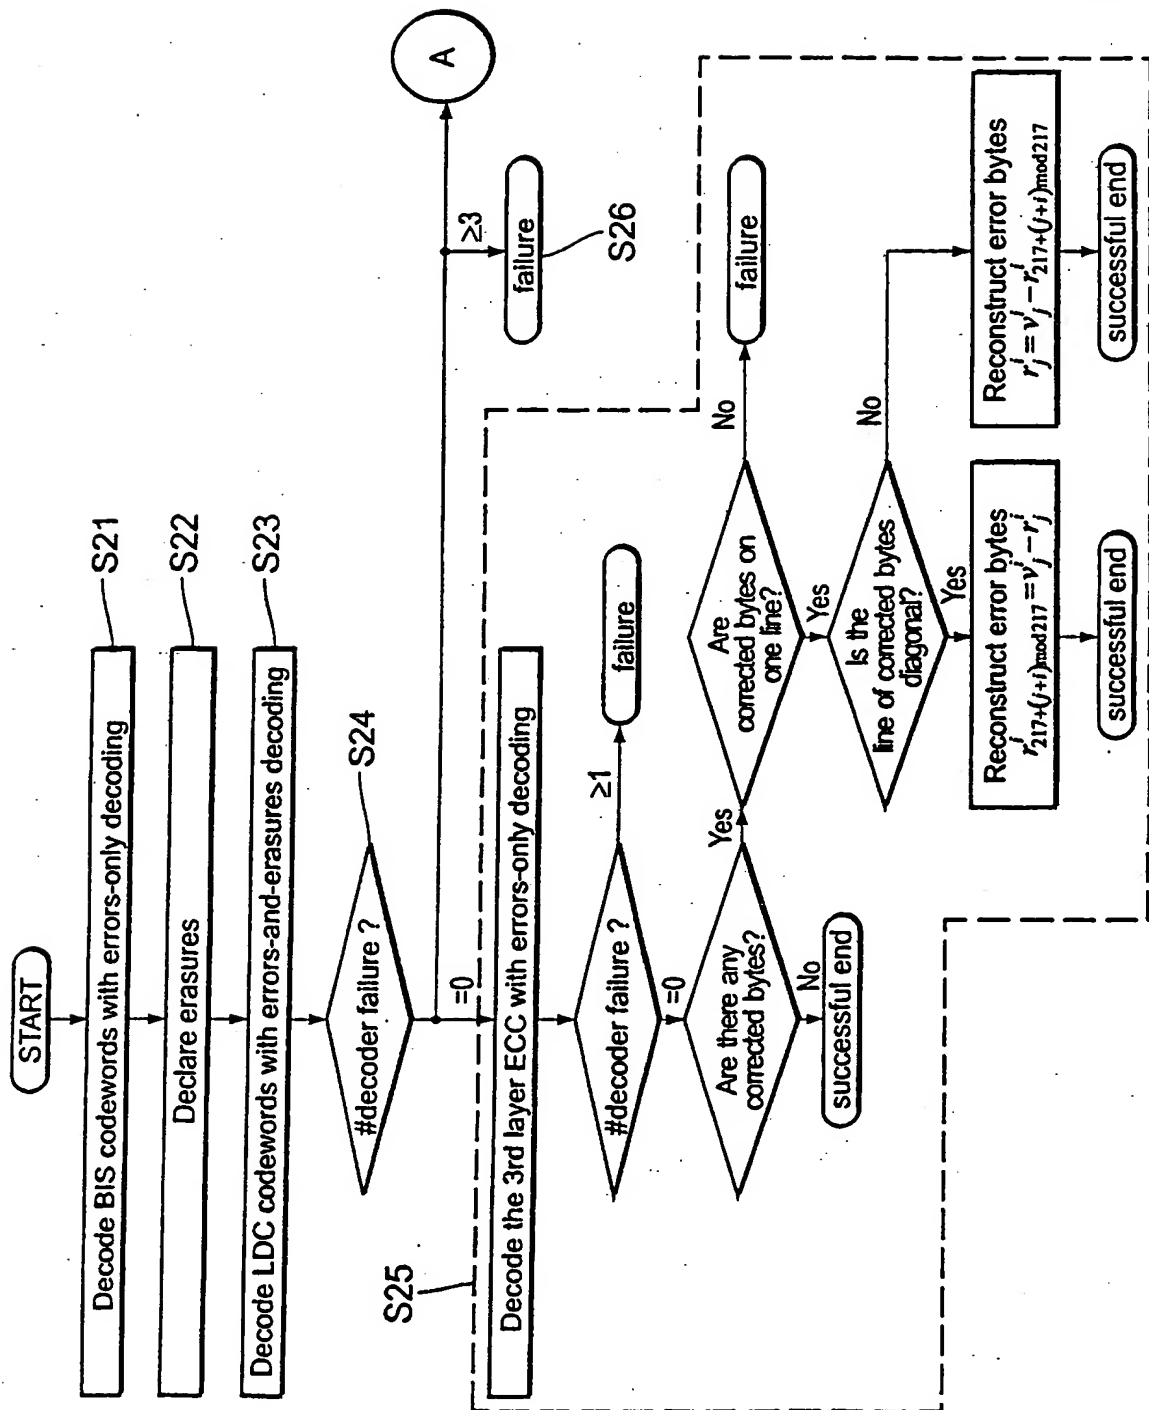 START
Decode BIS codewords with errors-only decoding
S21
Declare erasures
S22
Decode LDC codewords with errors-and-erasures decoding
S23
#decoder failure ?
S24
=0
≥3
A
failure
S26
S25
Decode the 3rd layer ECC with errors-only decoding
#decoder failure ?
≥1
failure
=0
Are there any
corrected bytes?
No
successful end
Yes
Are
corrected bytes on
one line?
No
failure
Yes
Is the
line of corrected bytes
diagonal?
No
Yes
Reconstruct error bytes
r^i_{217+(j+i)mod217} = v^i_j − r^i_j
successful end
Reconstruct error bytes
r^i_j = v^i_j − r^i_{217+(j+i)mod217}
successful end